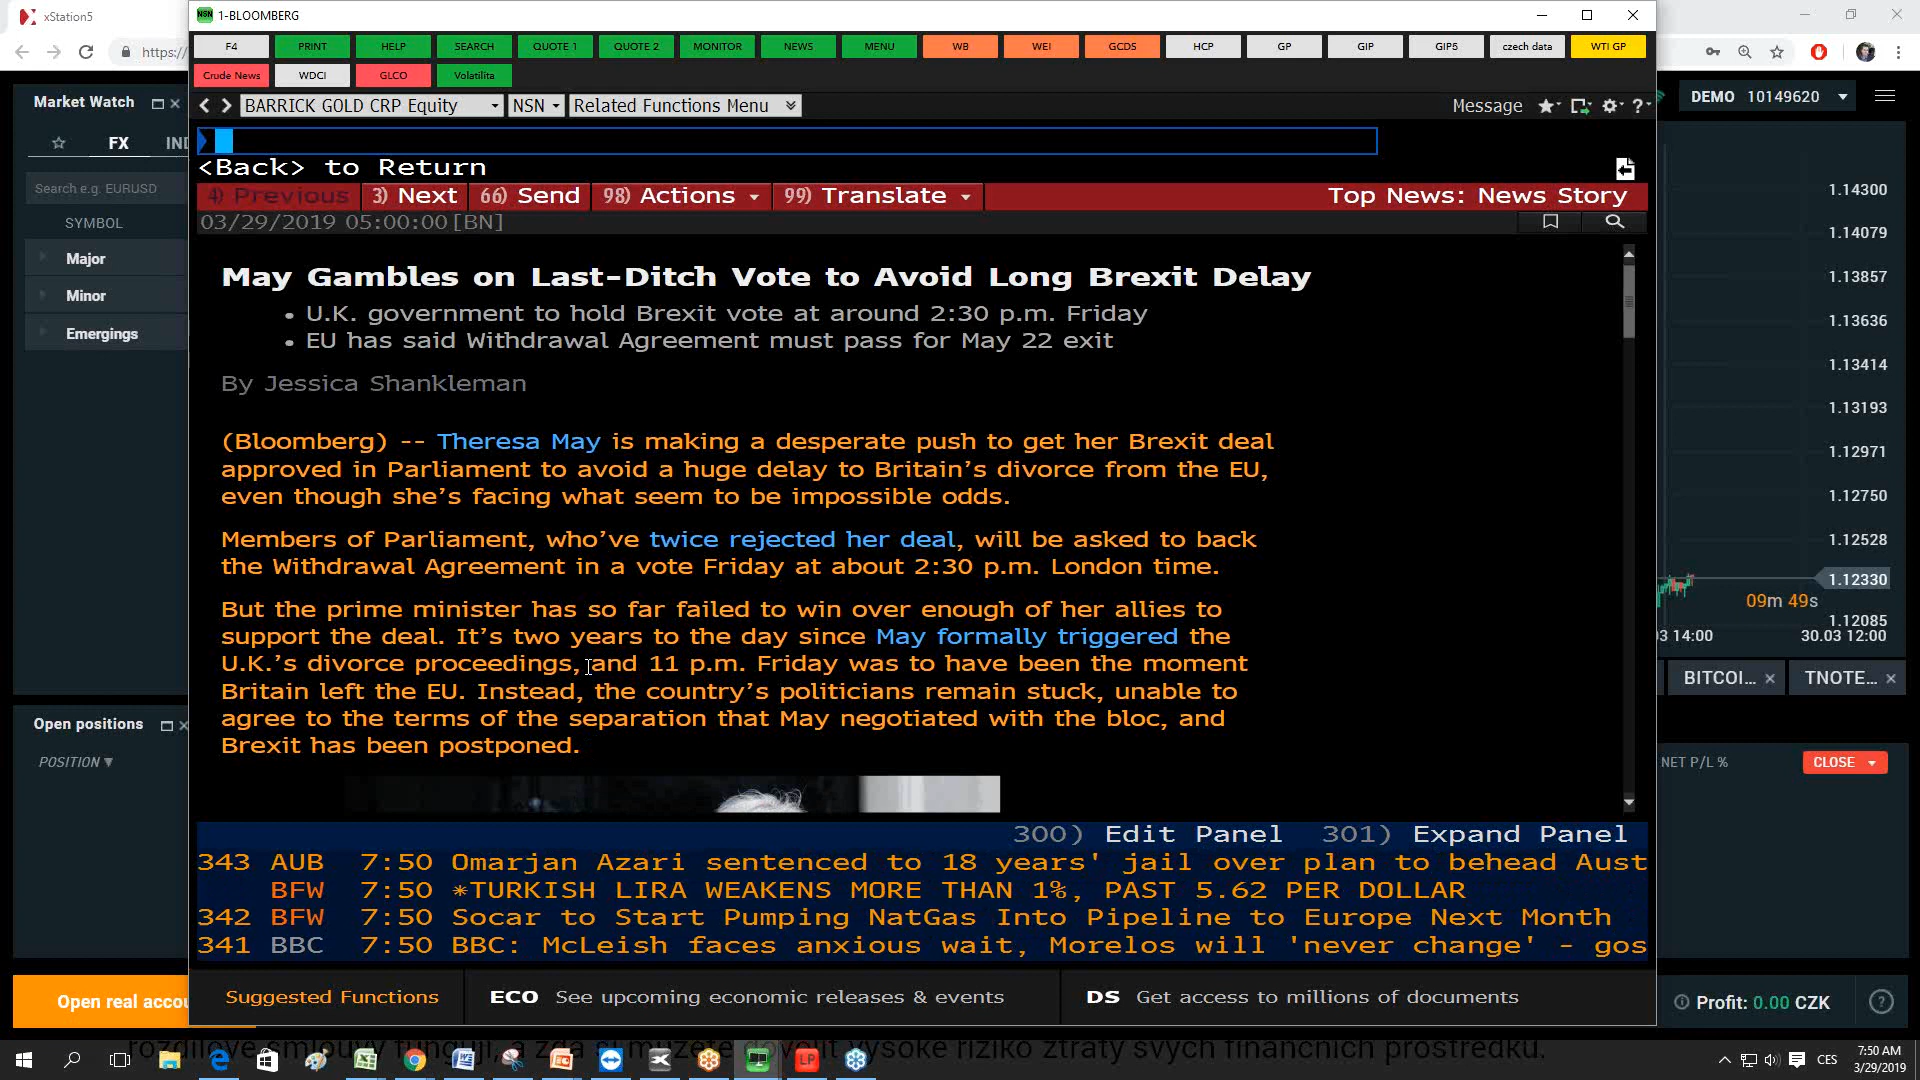 xStation5
1-BLOOMBERG
https://
F4 PRINT HELP SEARCH QUOTE 1 QUOTE 2 MONITOR NEWS MENU WB WEI GCDS HCP GP GIP GIP5 czech data WTI GP
Crude News WDCI GLCO Volatilita
BARRICK GOLD CRP Equity NSN Related Functions Menu Message
<Back> to Return
4) Previous 3) Next 66) Send 98) Actions 99) Translate Top News: News Story
03/29/2019 05:00:00 [BN]
May Gambles on Last-Ditch Vote to Avoid Long Brexit Delay
• U.K. government to hold Brexit vote at around 2:30 p.m. Friday
• EU has said Withdrawal Agreement must pass for May 22 exit
By Jessica Shankleman
(Bloomberg) -- Theresa May is making a desperate push to get her Brexit deal
approved in Parliament to avoid a huge delay to Britain's divorce from the EU,
even though she's facing what seem to be impossible odds.
Members of Parliament, who've twice rejected her deal, will be asked to back
the Withdrawal Agreement in a vote Friday at about 2:30 p.m. London time.
But the prime minister has so far failed to win over enough of her allies to
support the deal. It's two years to the day since May formally triggered the
U.K.'s divorce proceedings, and 11 p.m. Friday was to have been the moment
Britain left the EU. Instead, the country's politicians remain stuck, unable to
agree to the terms of the separation that May negotiated with the bloc, and
Brexit has been postponed.
300) Edit Panel 301) Expand Panel
343 AUB 7:50 Omarjan Azari sentenced to 18 years' jail over plan to behead Aust
BFW 7:50 *TURKISH LIRA WEAKENS MORE THAN 1%, PAST 5.62 PER DOLLAR
342 BFW 7:50 Socar to Start Pumping NatGas Into Pipeline to Europe Next Month
341 BBC 7:50 BBC: McLeish faces anxious wait, Morelos will 'never change' - gos
Suggested Functions ECO See upcoming economic releases & events DS Get access to millions of documents
Market Watch
FX IND
Search e.g. EURUSD
SYMBOL
Major
Minor
Emergings
Open positions
POSITION
Open real accou
DEMO 10149620
1.14300
1.14079
1.13857
1.13636
1.13414
1.13193
1.12971
1.12750
1.12528
1.12330
09m 49s
1.12085
03 14:00 30.03 12:00
BITCOI... TNOTE...
NET P/L % CLOSE
Profit: 0.00 CZK
vysoké riziko ztráty svých finančních prostředků.
CES
7:50 AM
3/29/2019